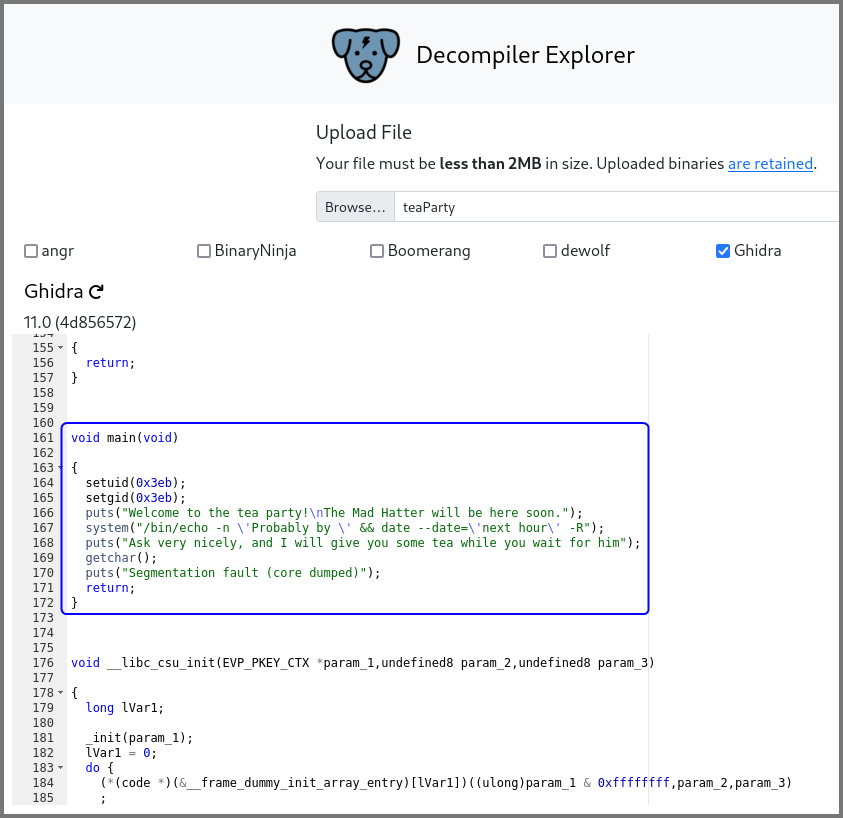 Decompiler Explorer
Upload File
Your file must be less than 2MB in size. Uploaded binaries are retained.
Browse... teaParty
angr BinaryNinja Boomerang dewolf Ghidra
Ghidra
11.0 (4d856572)
154
155 {
156   return;
157 }
158
159
160
161 void main(void)
162
163 {
164   setuid(0x3eb);
165   setgid(0x3eb);
166   puts("Welcome to the tea party!\nThe Mad Hatter will be here soon.");
167   system("/bin/echo -n \'Probably by \' && date --date=\'next hour\' -R");
168   puts("Ask very nicely, and I will give you some tea while you wait for him");
169   getchar();
170   puts("Segmentation fault (core dumped)");
171   return;
172 }
173
174
175
176 void __libc_csu_init(EVP_PKEY_CTX *param_1,undefined8 param_2,undefined8 param_3)
177
178 {
179   long lVar1;
180
181   _init(param_1);
182   lVar1 = 0;
183   do {
184     (*(code *)(&__frame_dummy_init_array_entry)[lVar1])((ulong)param_1 & 0xffffffff,param_2,param_3)
185     ;